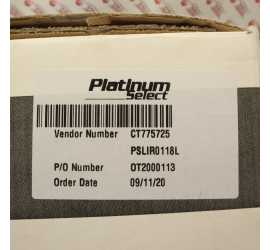 Platinum
Select
Vendor Number CT775725
PSLIR0118L
P/O Number OT2000113
Order Date 09/11/20